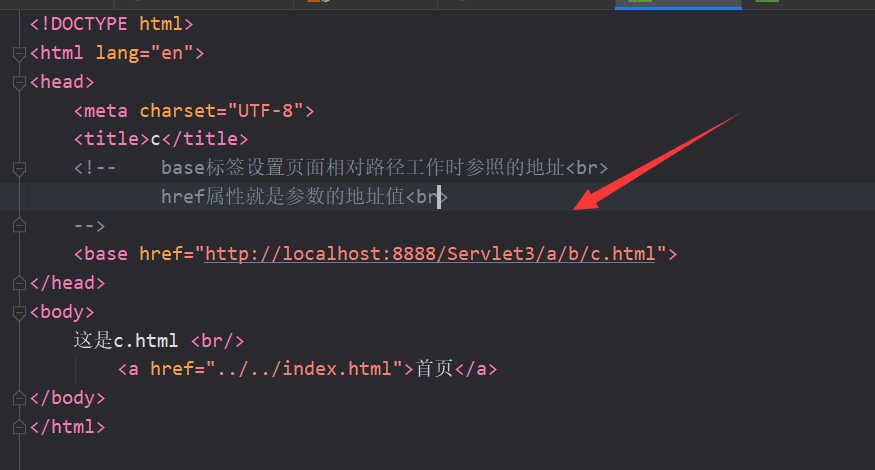 <!DOCTYPE html>
<html lang="en">
<head>
    <meta charset="UTF-8">
    <title>c</title>
    <!--    base标签设置页面相对路径工作时参照的地址<br>
            href属性就是参数的地址值<br>
    -->
    <base href="http://localhost:8888/Servlet3/a/b/c.html">
</head>
<body>
    这是c.html <br/>
        <a href="../../index.html">首页</a>
</body>
</html>